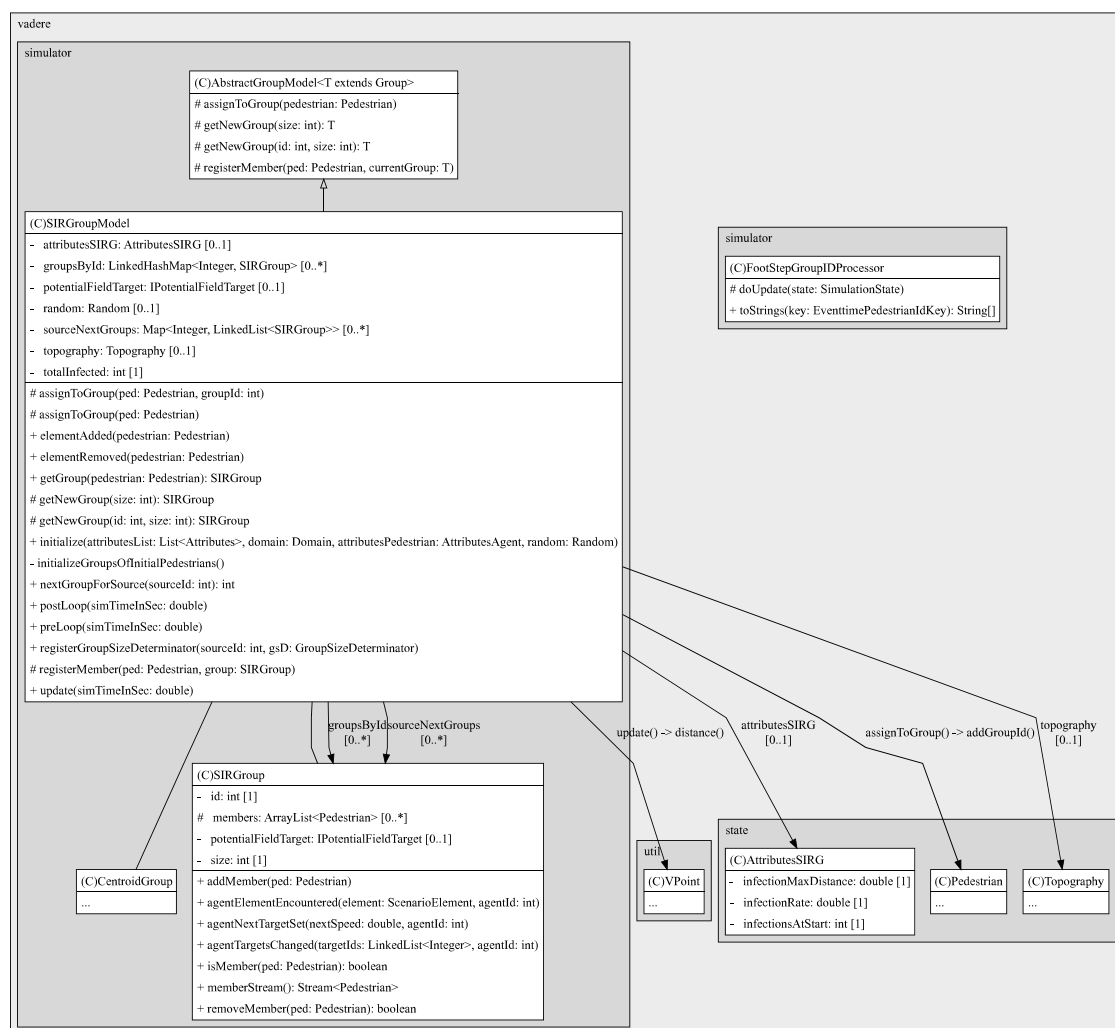 vadere
simulator
(C)AbstractGroupModel<T extends Group>
# assignToGroup(pedestrian: Pedestrian)
# getNewGroup(size: int): T
# getNewGroup(id: int, size: int): T
# registerMember(ped: Pedestrian, currentGroup: T)
(C)SIRGroupModel
- attributesSIRG: AttributesSIRG [0..1]
- groupsById: LinkedHashMap<Integer, SIRGroup> [0..*]
- potentialFieldTarget: IPotentialFieldTarget [0..1]
- random: Random [0..1]
- sourceNextGroups: Map<Integer, LinkedList<SIRGroup>> [0..*]
- topography: Topography [0..1]
- totalInfected: int [1]
# assignToGroup(ped: Pedestrian, groupId: int)
# assignToGroup(ped: Pedestrian)
+ elementAdded(pedestrian: Pedestrian)
+ elementRemoved(pedestrian: Pedestrian)
+ getGroup(pedestrian: Pedestrian): SIRGroup
# getNewGroup(size: int): SIRGroup
# getNewGroup(id: int, size: int): SIRGroup
+ initialize(attributesList: List<Attributes>, domain: Domain, attributesPedestrian: AttributesAgent, random: Random)
- initializeGroupsOfInitialPedestrians()
+ nextGroupForSource(sourceId: int): int
+ postLoop(simTimeInSec: double)
+ preLoop(simTimeInSec: double)
+ registerGroupSizeDeterminator(sourceId: int, gsD: GroupSizeDeterminator)
# registerMember(ped: Pedestrian, group: SIRGroup)
+ update(simTimeInSec: double)
simulator
(C)FootStepGroupIDProcessor
# doUpdate(state: SimulationState)
+ toStrings(key: EventtimePedestrianIdKey): String[]
groupsById
[0..*]
sourceNextGroups
[0..*]
update() -> distance()
attributesSIRG
[0..1]
assignToGroup() -> addGroupId()
topography
[0..1]
(C)CentroidGroup
...
(C)SIRGroup
- id: int [1]
# members: ArrayList<Pedestrian> [0..*]
- potentialFieldTarget: IPotentialFieldTarget [0..1]
- size: int [1]
+ addMember(ped: Pedestrian)
+ agentElementEncountered(element: ScenarioElement, agentId: int)
+ agentNextTargetSet(nextSpeed: double, agentId: int)
+ agentTargetsChanged(targetIds: LinkedList<Integer>, agentId: int)
+ isMember(ped: Pedestrian): boolean
+ memberStream(): Stream<Pedestrian>
+ removeMember(ped: Pedestrian): boolean
util
(C)VPoint
...
state
(C)AttributesSIRG
- infectionMaxDistance: double [1]
- infectionRate: double [1]
- infectionsAtStart: int [1]
(C)Pedestrian
...
(C)Topography
...